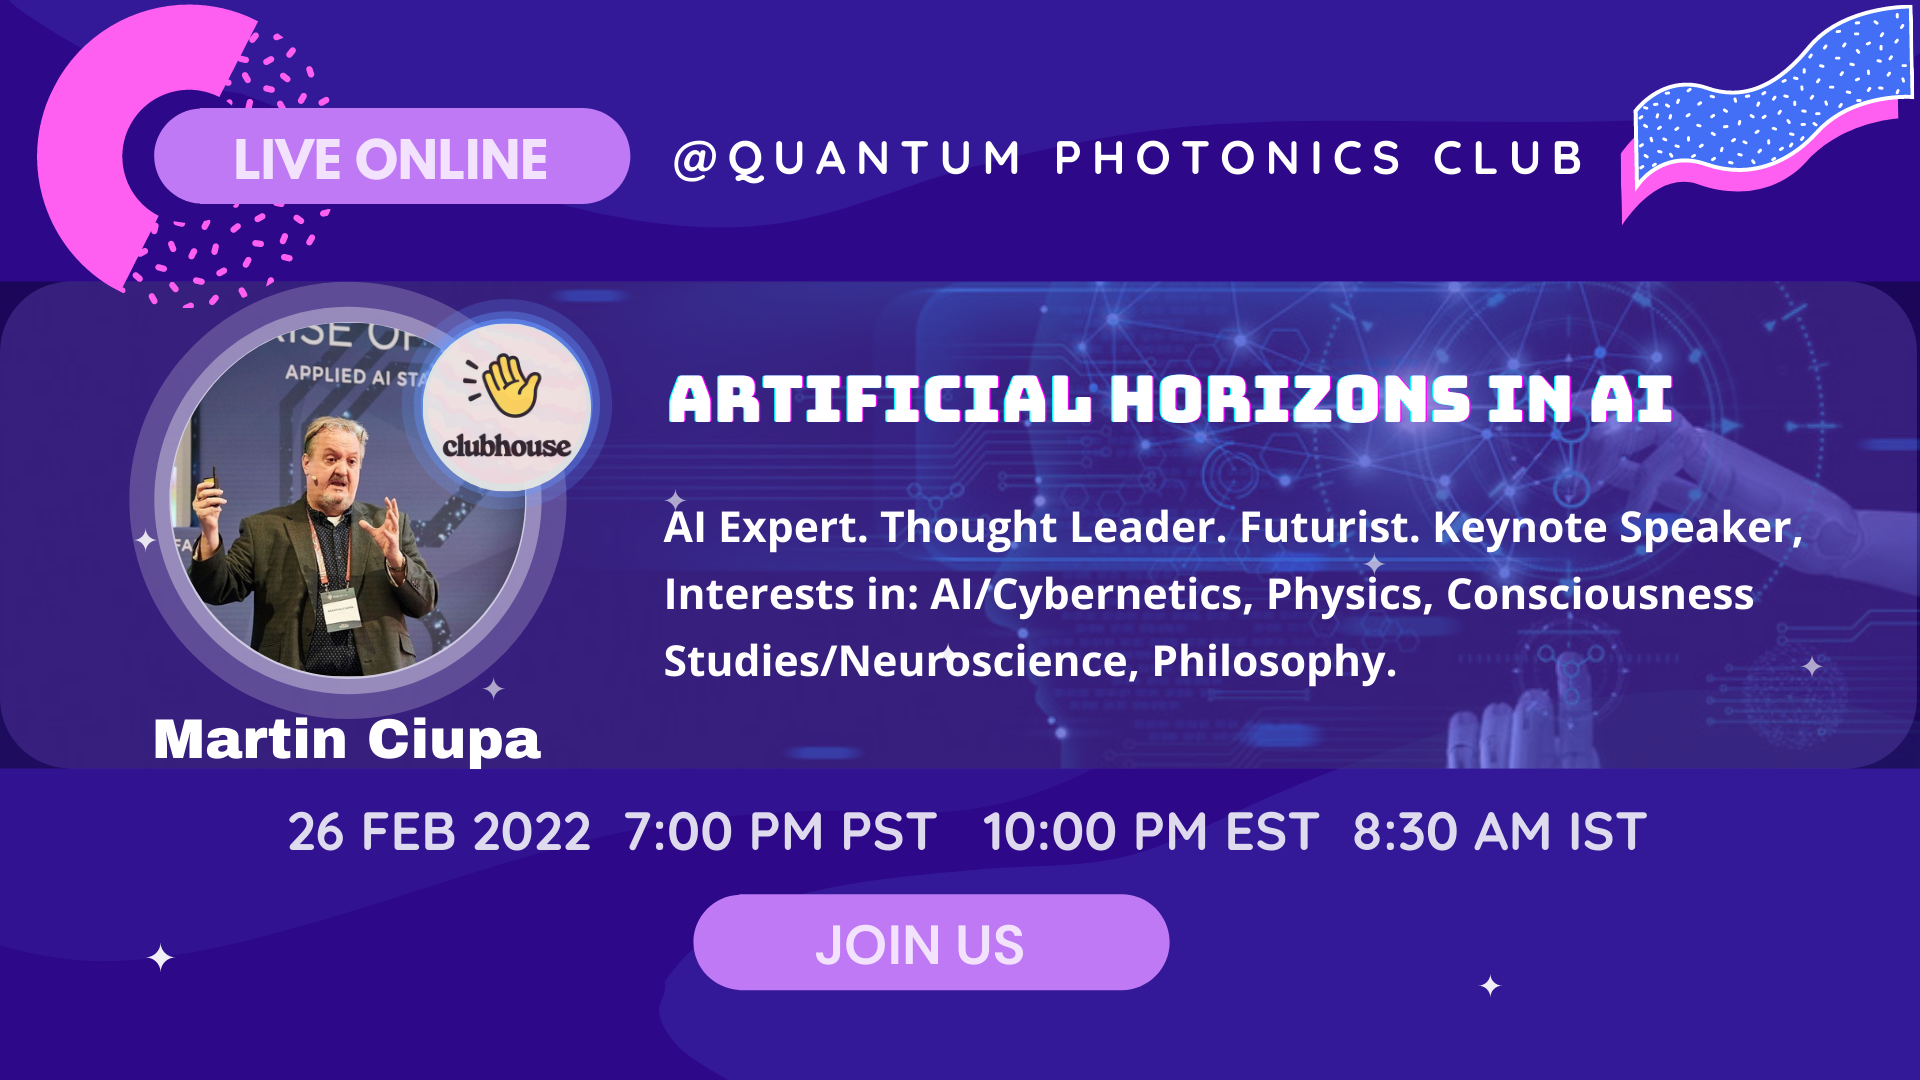 LIVE ONLINE
@QUANTUM PHOTONICS CLUB
APPLIED AI STA
clubhouse
ARTIFICIAL HORIZONS IN AI
AI Expert. Thought Leader. Futurist. Keynote Speaker,
Interests in: AI/Cybernetics, Physics, Consciousness
Studies/Neuroscience, Philosophy.
Martin Ciupa
26 FEB 2022 7:00 PM PST 10:00 PM EST 8:30 AM IST
JOIN US